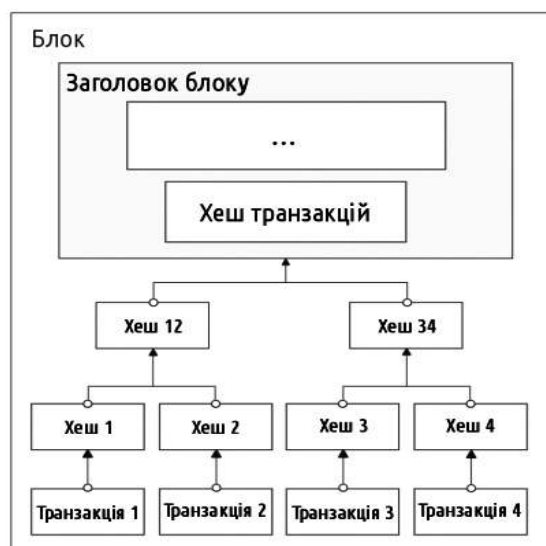 Блок
Заголовок блоку
...
Хеш транзакцій
Хеш 12
Хеш 34
Хеш 1
Хеш 2
Хеш 3
Хеш 4
Транзакція 1
Транзакція 2
Транзакція 3
Транзакція 4